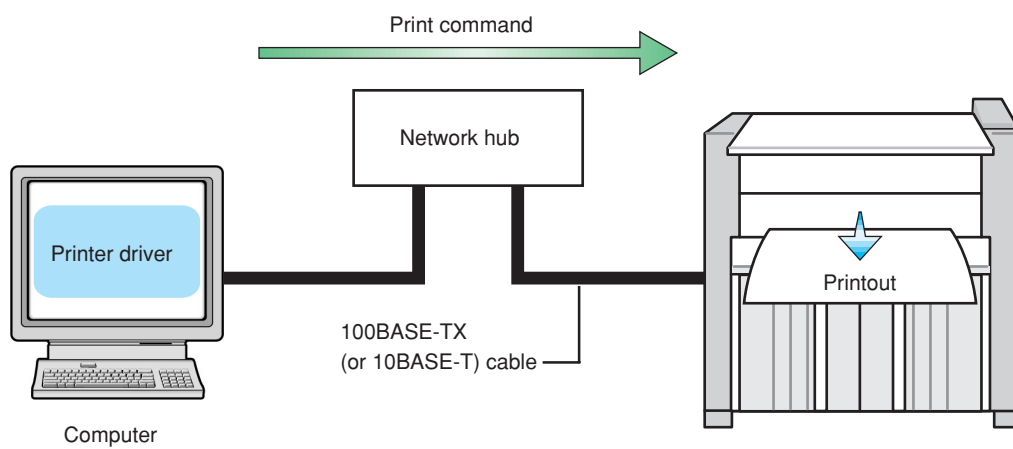 Print command
Network hub
Printer driver
Printout
100BASE-TX
(or 10BASE-T) cable
Computer